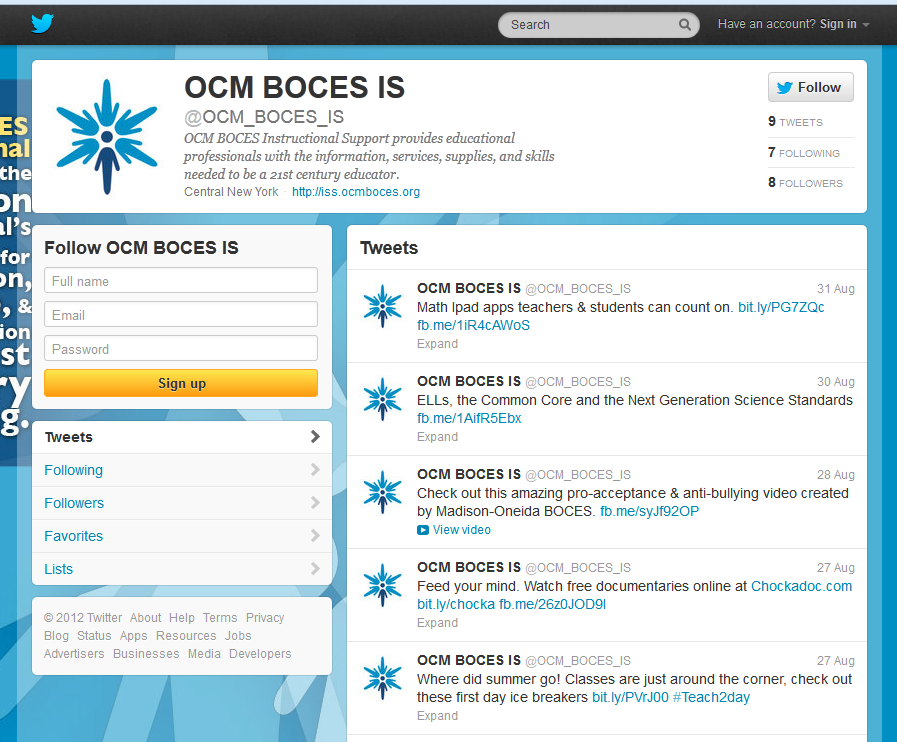 Search
Have an account? Sign in
OCM BOCES IS
@OCM_BOCES_IS
OCM BOCES Instructional Support provides educational
professionals with the information, services, supplies, and skills
needed to be a 21st century educator.
Central New York · http://iss.ocmboces.org
Follow
9 TWEETS
7 FOLLOWING
8 FOLLOWERS
ES
nal
the
on
al's
for
on,
, &
ion
st
ry
g.
Follow OCM BOCES IS
Full name
Email
Password
Sign up
Tweets
Following
Followers
Favorites
Lists
© 2012 Twitter About Help Terms Privacy
Blog Status Apps Resources Jobs
Advertisers Businesses Media Developers
Tweets
OCM BOCES IS @OCM_BOCES_IS 31 Aug
Math Ipad apps teachers & students can count on. bit.ly/PG7ZQc
fb.me/1iR4cAWoS
Expand
OCM BOCES IS @OCM_BOCES_IS 30 Aug
ELLs, the Common Core and the Next Generation Science Standards
fb.me/1AifR5Ebx
Expand
OCM BOCES IS @OCM_BOCES_IS 28 Aug
Check out this amazing pro-acceptance & anti-bullying video created
by Madison-Oneida BOCES. fb.me/syJf92OP
View video
OCM BOCES IS @OCM_BOCES_IS 27 Aug
Feed your mind. Watch free documentaries online at Chockadoc.com
bit.ly/chocka fb.me/26z0JOD9l
Expand
OCM BOCES IS @OCM_BOCES_IS 27 Aug
Where did summer go! Classes are just around the corner, check out
these first day ice breakers bit.ly/PVrJ00 #Teach2day
Expand